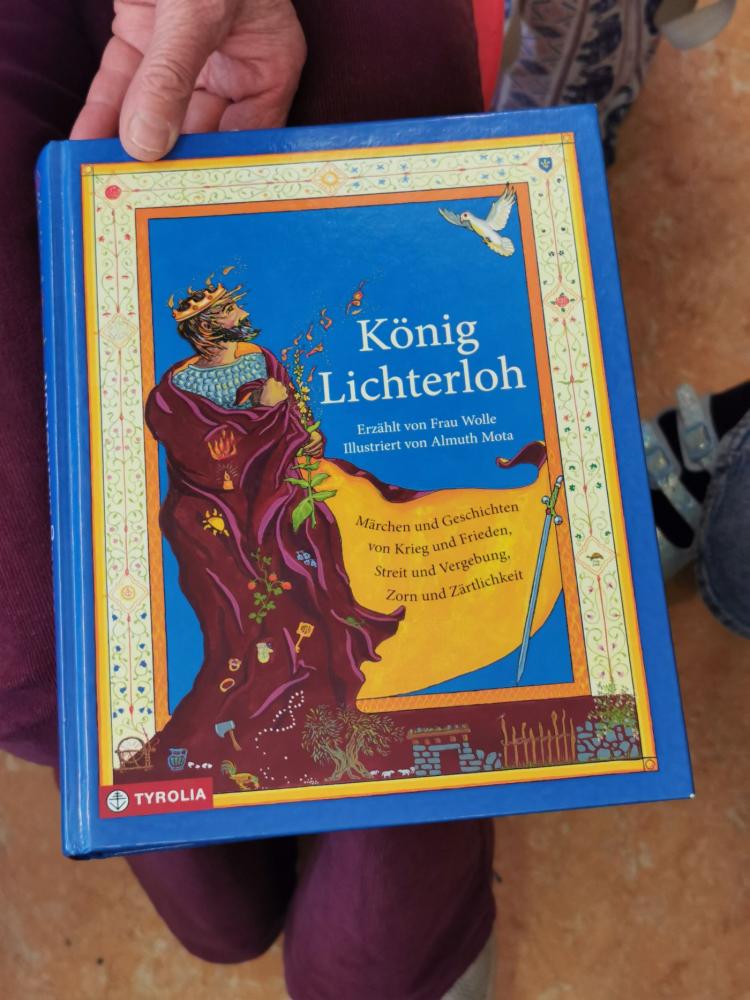 König
Lichterloh
Erzählt von Frau Wolle
Illustriert von Almuth Mota
Märchen und Geschichten
von Krieg und Frieden,
Streit und Vergebung,
Zorn und Zärtlichkeit
TYROLIA